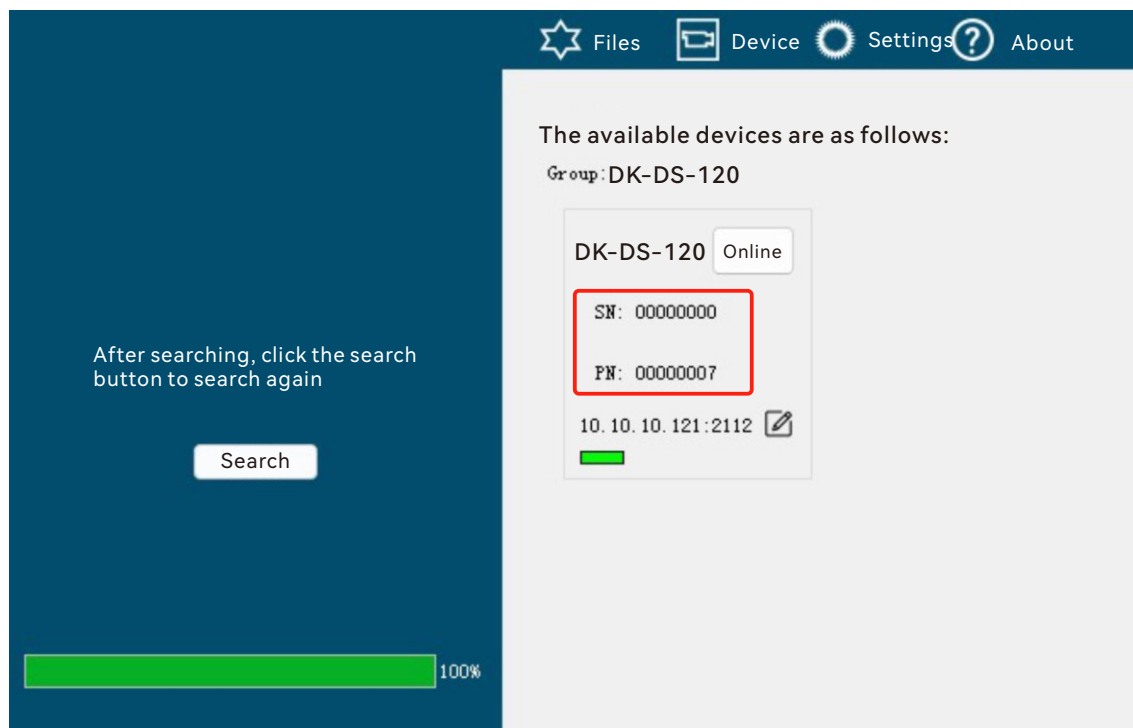 Files Device Settings ? About
The available devices are as follows:
Group:DK-DS-120
DK-DS-120 Online
SN: 00000000
PN: 00000007
10.10.10.121:2112
After searching, click the search
button to search again
Search
100%